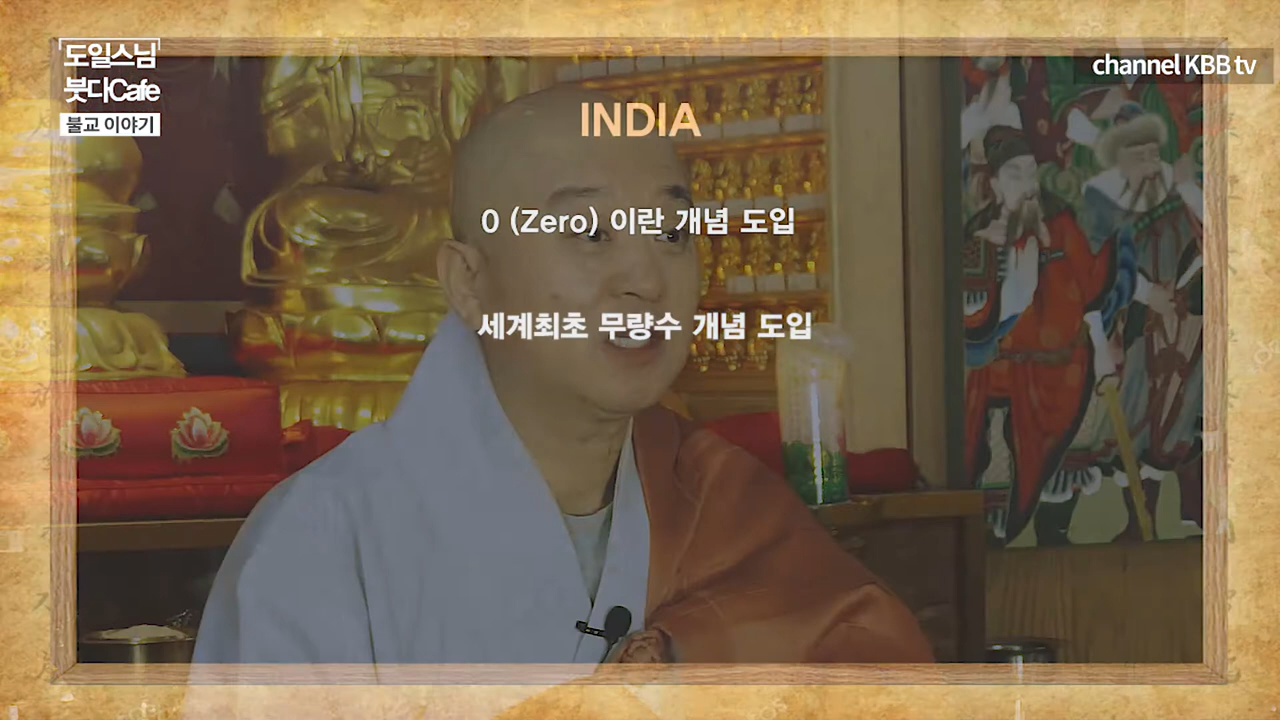 도일스님
붓다Cafe
불교 이야기
channel KBB tv
INDIA
0 (Zero) 이란 개념 도입
세계최초 무량수 개념 도입